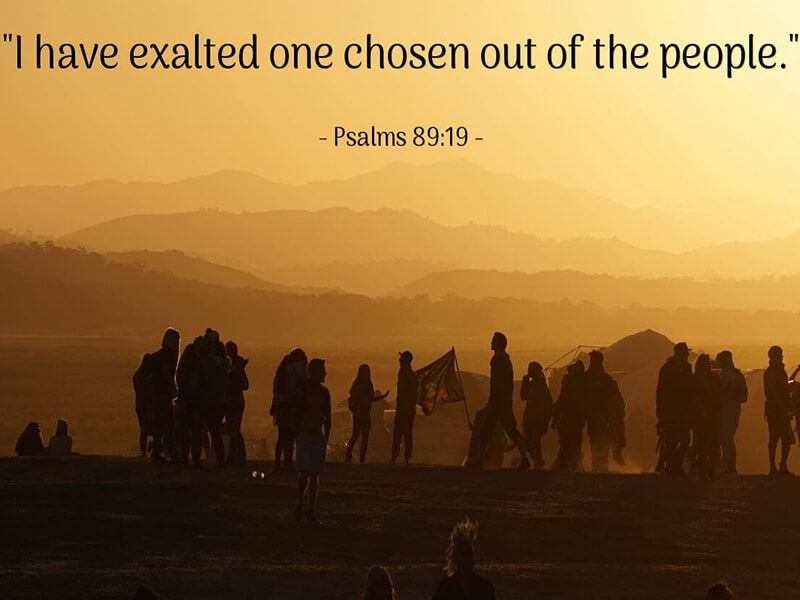 "I have exalted one chosen out of the people."
- Psalms 89:19 -